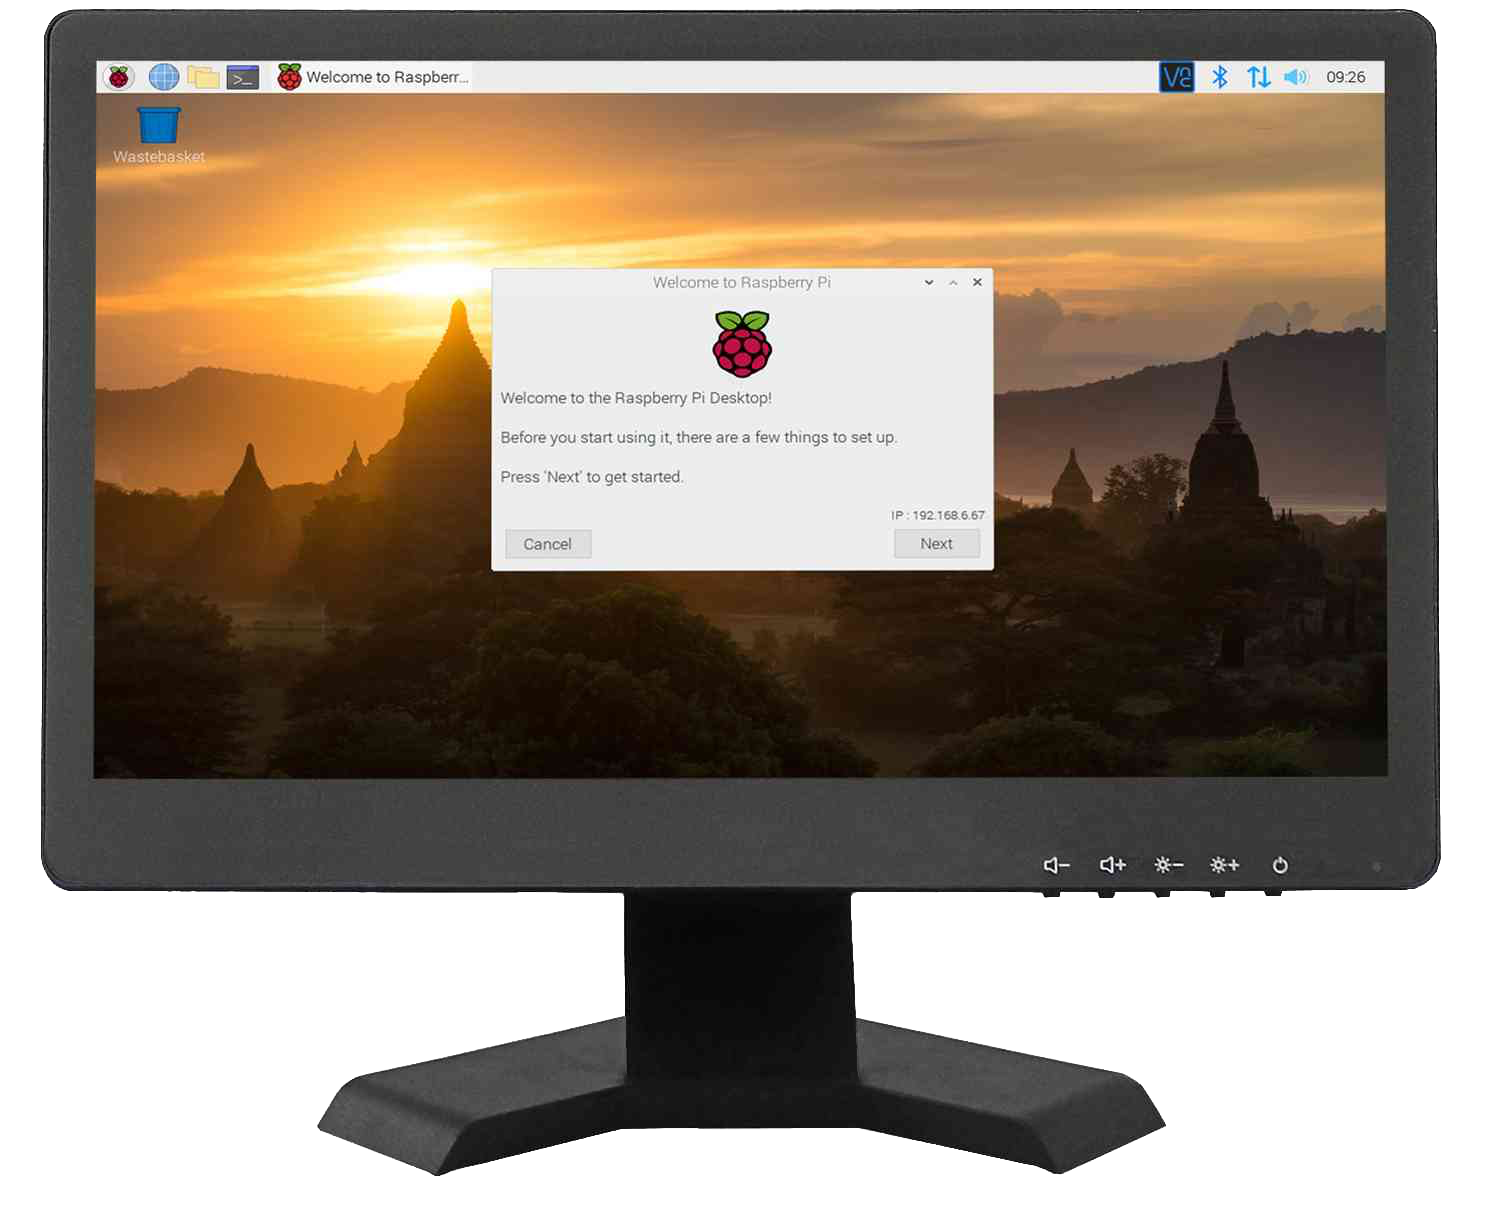 Welcome to Raspberr...
09:26
Wastebasket
Welcome to Raspberry Pi
Welcome to the Raspberry Pi Desktop!
Before you start using it, there are a few things to set up.
Press 'Next' to get started.
IP : 192.168.6.67
Cancel
Next